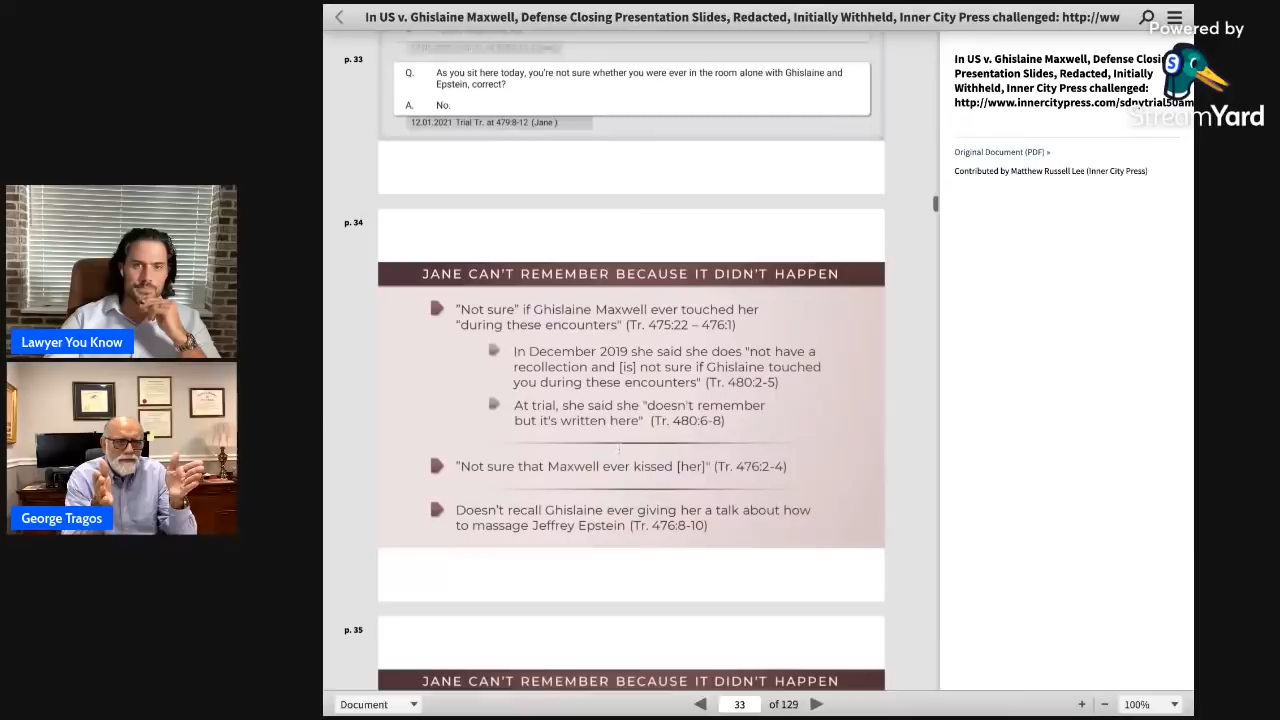 In US v. Ghislaine Maxwell, Defense Closing Presentation Slides, Redacted, Initially Withheld, Inner City Press challenged: http://ww
Powered by
StreamYard
p. 33
Q. As you sit here today, you're not sure whether you were ever in the room alone with Ghislaine and
Epstein, correct?
A. No.
12.01.2021 Trial Tr. at 479:8-12 (Jane )
p. 34
JANE CAN'T REMEMBER BECAUSE IT DIDN'T HAPPEN
"Not sure" if Ghislaine Maxwell ever touched her
"during these encounters" (Tr. 475:22 – 476:1)
In December 2019 she said she does "not have a
recollection and [is] not sure if Ghislaine touched
you during these encounters" (Tr. 480:2-5)
At trial, she said she "doesn't remember
but it's written here" (Tr. 480:6-8)
"Not sure that Maxwell ever kissed [her]" (Tr. 476:2-4)
Doesn't recall Ghislaine ever giving her a talk about how
to massage Jeffrey Epstein (Tr. 476:8-10)
p. 35
JANE CAN'T REMEMBER BECAUSE IT DIDN'T HAPPEN
In US v. Ghislaine Maxwell, Defense Closing
Presentation Slides, Redacted, Initially
Withheld, Inner City Press challenged:
http://www.innercitypress.com/sdnytrial50am
Original Document (PDF) »
Contributed by Matthew Russell Lee (Inner City Press)
Lawyer You Know
George Tragos
Document
33 of 129
+ − 100%